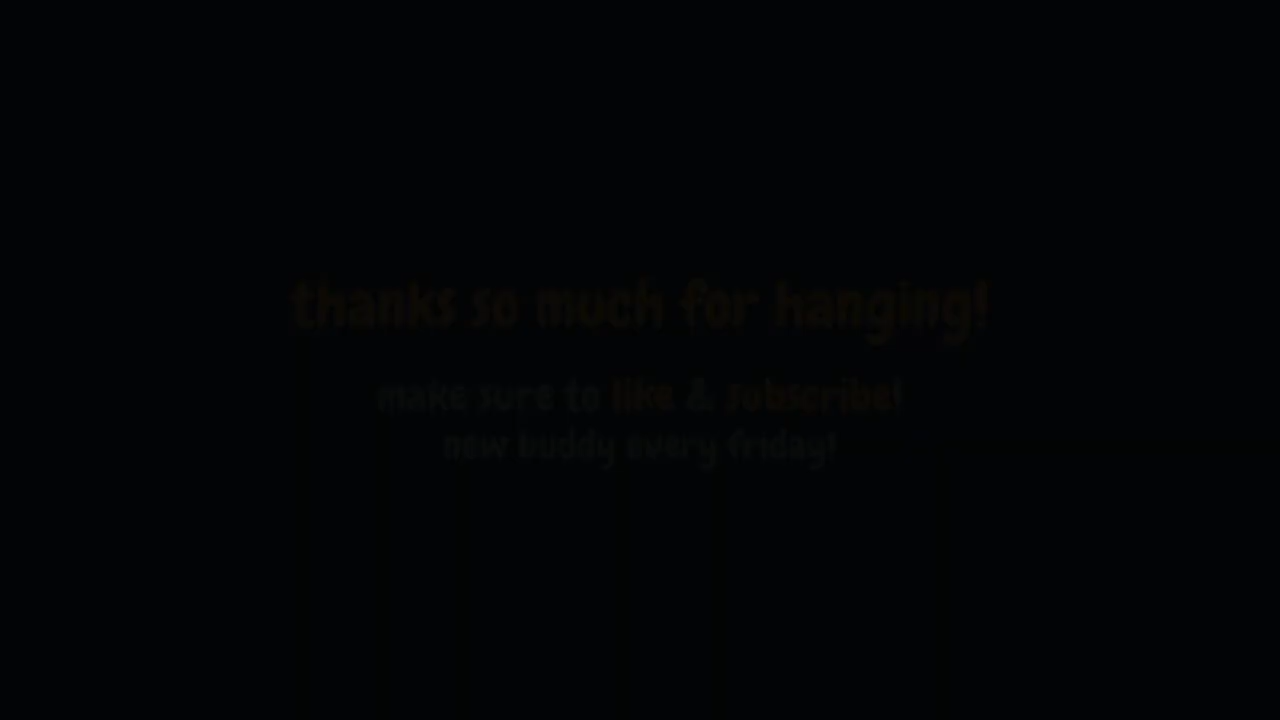 thanks so much for hanging!
make sure to like & subscribe!
new buddy every friday!